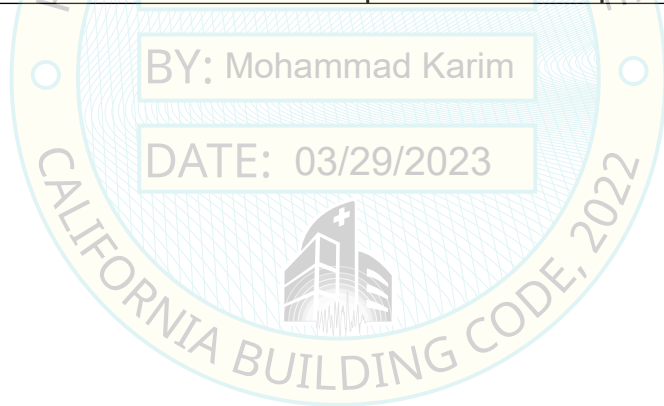 BY: Mohammad Karim
DATE: 03/29/2023
CALIFORNIA BUILDING CODE, 2022